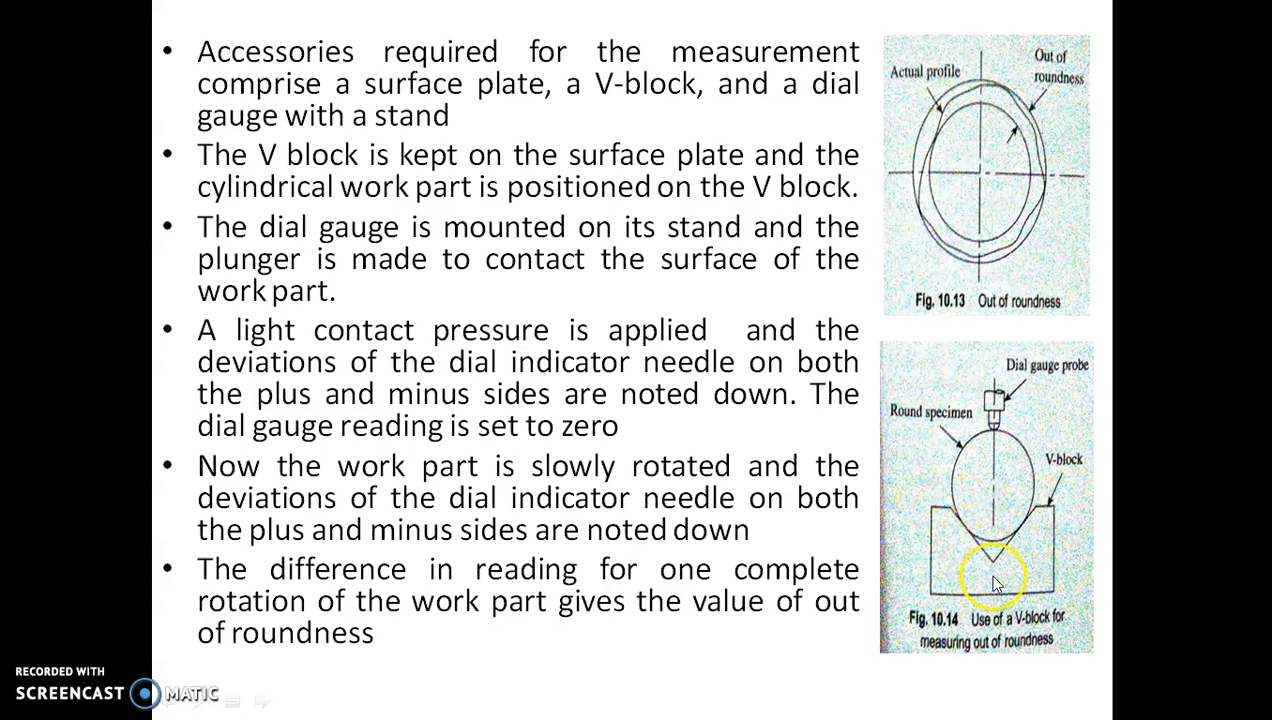 • Accessories required for the measurement
comprise a surface plate, a V-block, and a dial
gauge with a stand
• The V block is kept on the surface plate and the
cylindrical work part is positioned on the V block.
• The dial gauge is mounted on its stand and the
plunger is made to contact the surface of the
work part.
• A light contact pressure is applied and the
deviations of the dial indicator needle on both
the plus and minus sides are noted down. The
dial gauge reading is set to zero
• Now the work part is slowly rotated and the
deviations of the dial indicator needle on both
the plus and minus sides are noted down
• The difference in reading for one complete
rotation of the work part gives the value of out
of roundness
Actual profile
Out of
roundness
Fig. 10.13 Out of roundness
Dial gauge probe
Round specimen
V-block
Fig. 10.14 Use of a V-block for
measuring out of roundness
RECORDED WITH
SCREENCAST MATIC